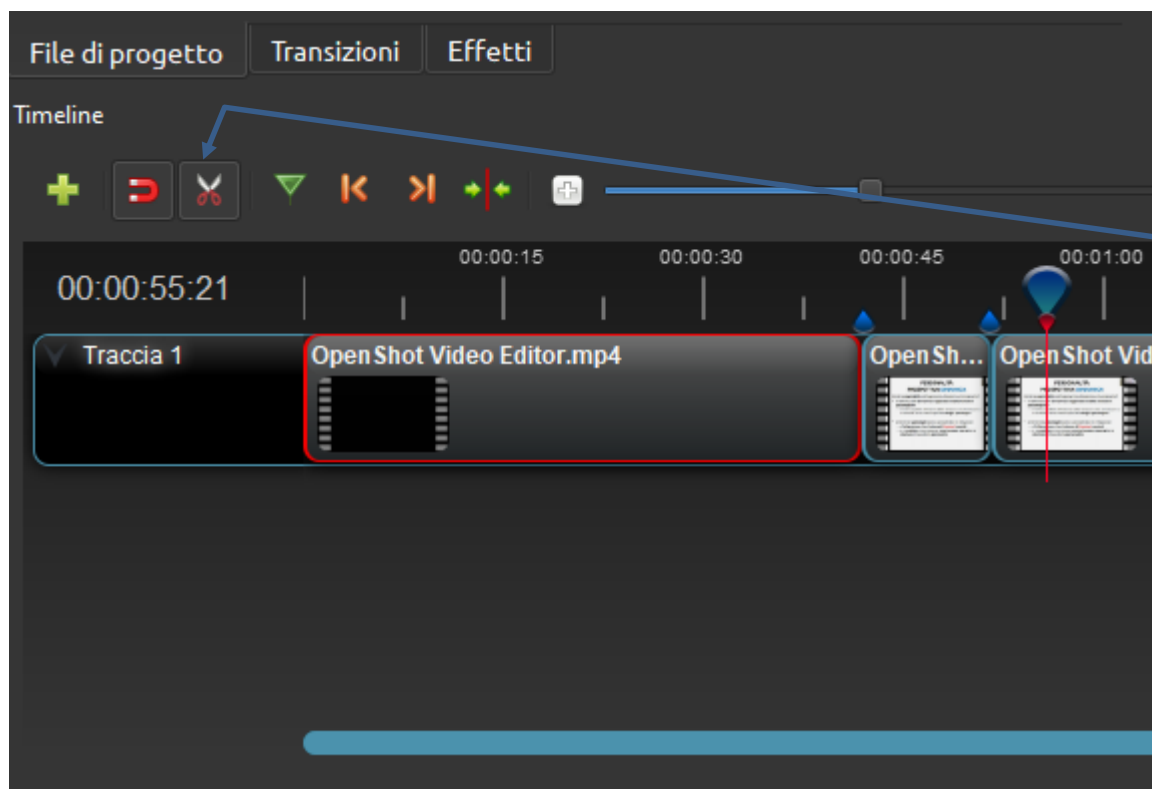 File di progetto Transizioni Effetti
Timeline
00:00:15 00:00:30 00:00:45 00:01:00
00:00:55:21
Traccia 1 OpenShot Video Editor.mp4 OpenSh... OpenShot Vid